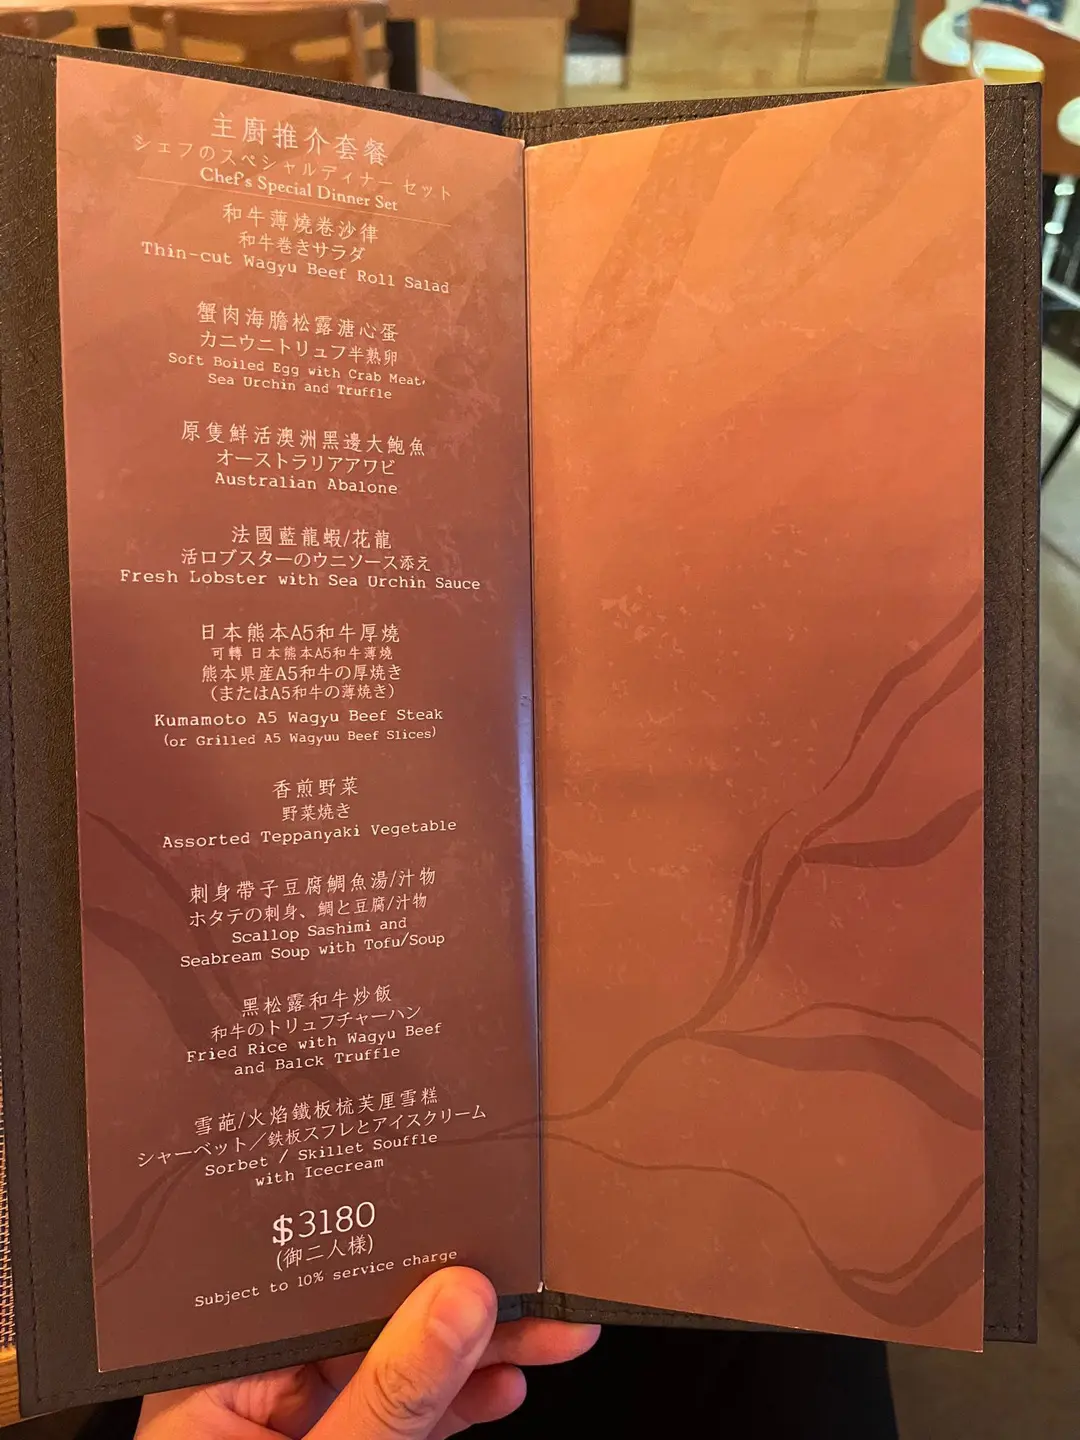 主廚推介套餐
シェフのスペシャルディナー セット
Chef's Special Dinner Set
和牛薄燒卷沙律
和牛巻きサラダ
Thin-cut Wagyu Beef Roll Salad
蟹肉海膽松露溏心蛋
カニウニトリュフ半熟卵
Soft Boiled Egg with Crab Meat,
Sea Urchin and Truffle
原隻鮮活澳洲黑邊大鮑魚
オーストラリアアワビ
Australian Abalone
法國藍龍蝦/花龍
活ロブスターのウニソース添え
Fresh Lobster with Sea Urchin Sauce
日本熊本A5和牛厚燒
可轉 日本熊本A5和牛薄燒
熊本県産A5和牛の厚焼き
(またはA5和牛の薄焼き)
Kumamoto A5 Wagyu Beef Steak
(or Grilled A5 Wagyuu Beef Slices)
香煎野菜
野菜焼き
Assorted Teppanyaki Vegetable
刺身帶子豆腐鯛魚湯/汁物
ホタテの刺身、鯛と豆腐/汁物
Scallop Sashimi and
Seabream Soup with Tofu/Soup
黑松露和牛炒飯
和牛のトリュフチャーハン
Fried Rice with Wagyu Beef
and Balck Truffle
雪葩/火焰鐵板梳芙厘雪糕
シャーベット／鉄板スフレとアイスクリーム
Sorbet / Skillet Souffle
with Icecream
$3180
(御二人様)
Subject to 10% service charge